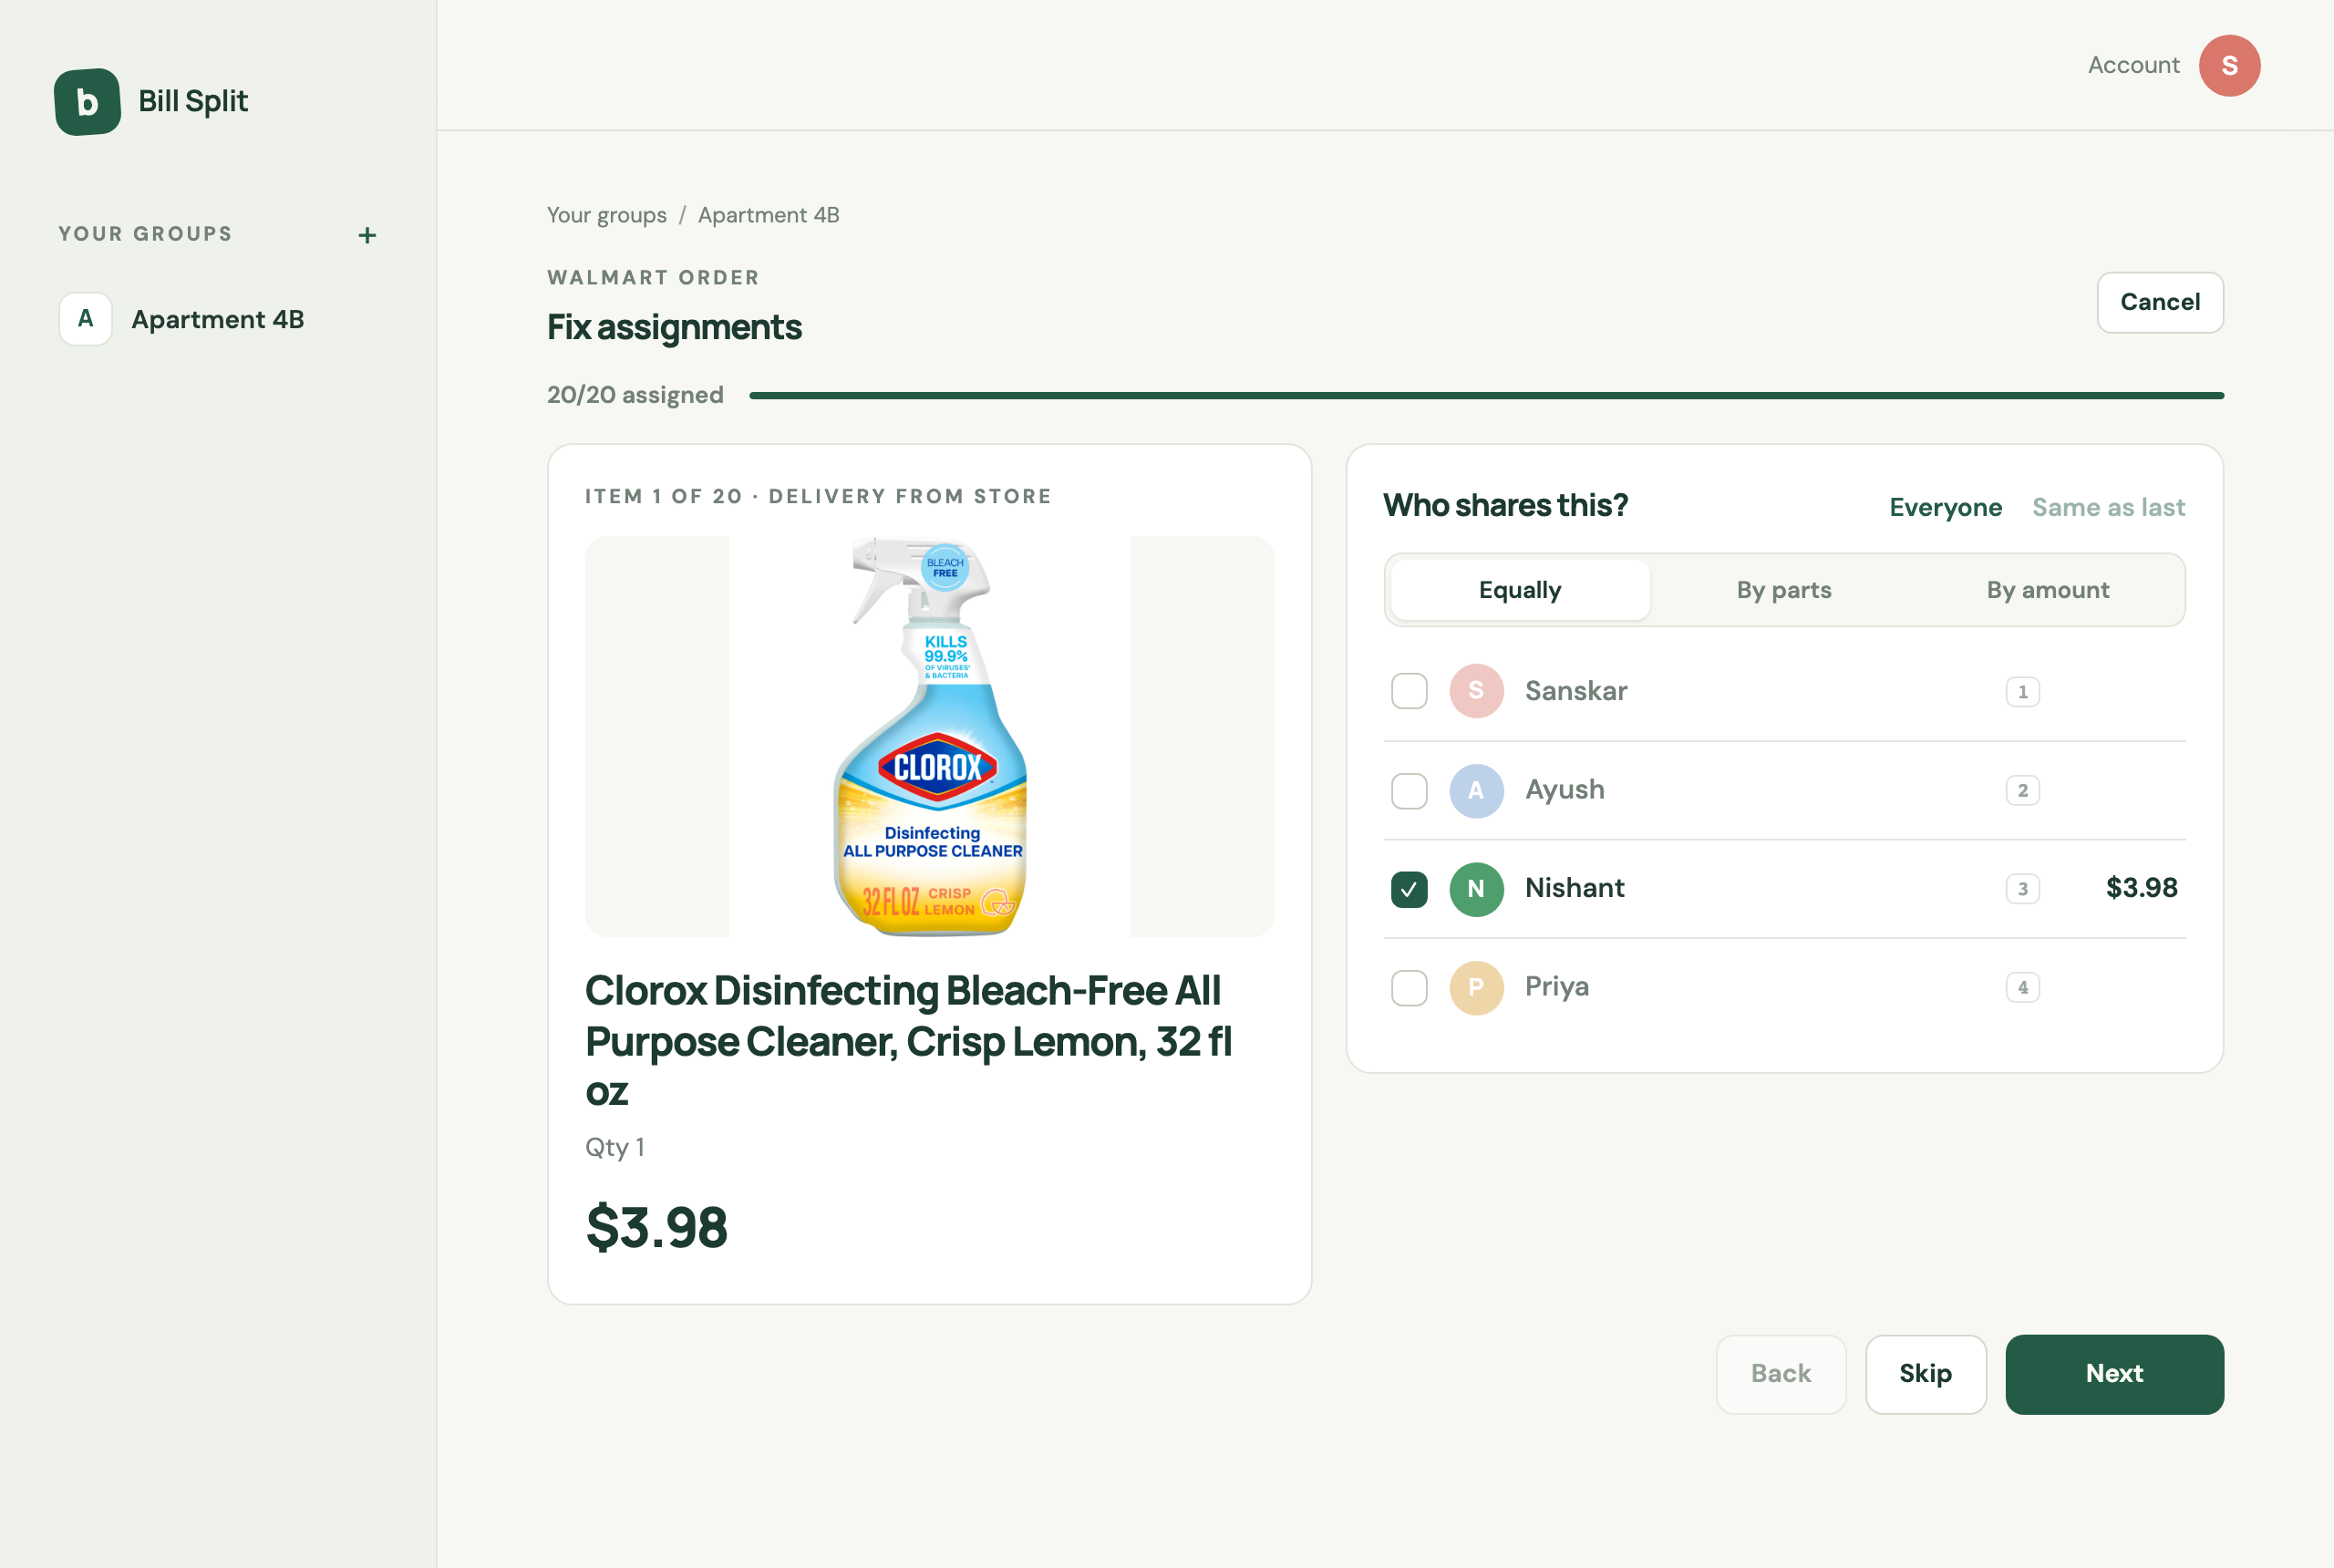 b Bill Split
Account S
YOUR GROUPS +
A Apartment 4B
Your groups / Apartment 4B
WALMART ORDER
Fix assignments
Cancel
20/20 assigned
ITEM 1 OF 20 · DELIVERY FROM STORE
BLEACH
FREE
KILLS
99.9%
OF VIRUSES†
& BACTERIA
CLOROX
Disinfecting
ALL PURPOSE CLEANER
32 FL OZ CRISP
LEMON
Clorox Disinfecting Bleach-Free All
Purpose Cleaner, Crisp Lemon, 32 fl
oz
Qty 1
$3.98
Who shares this?
Everyone Same as last
Equally By parts By amount
S Sanskar 1
A Ayush 2
N Nishant 3 $3.98
P Priya 4
Back Skip Next